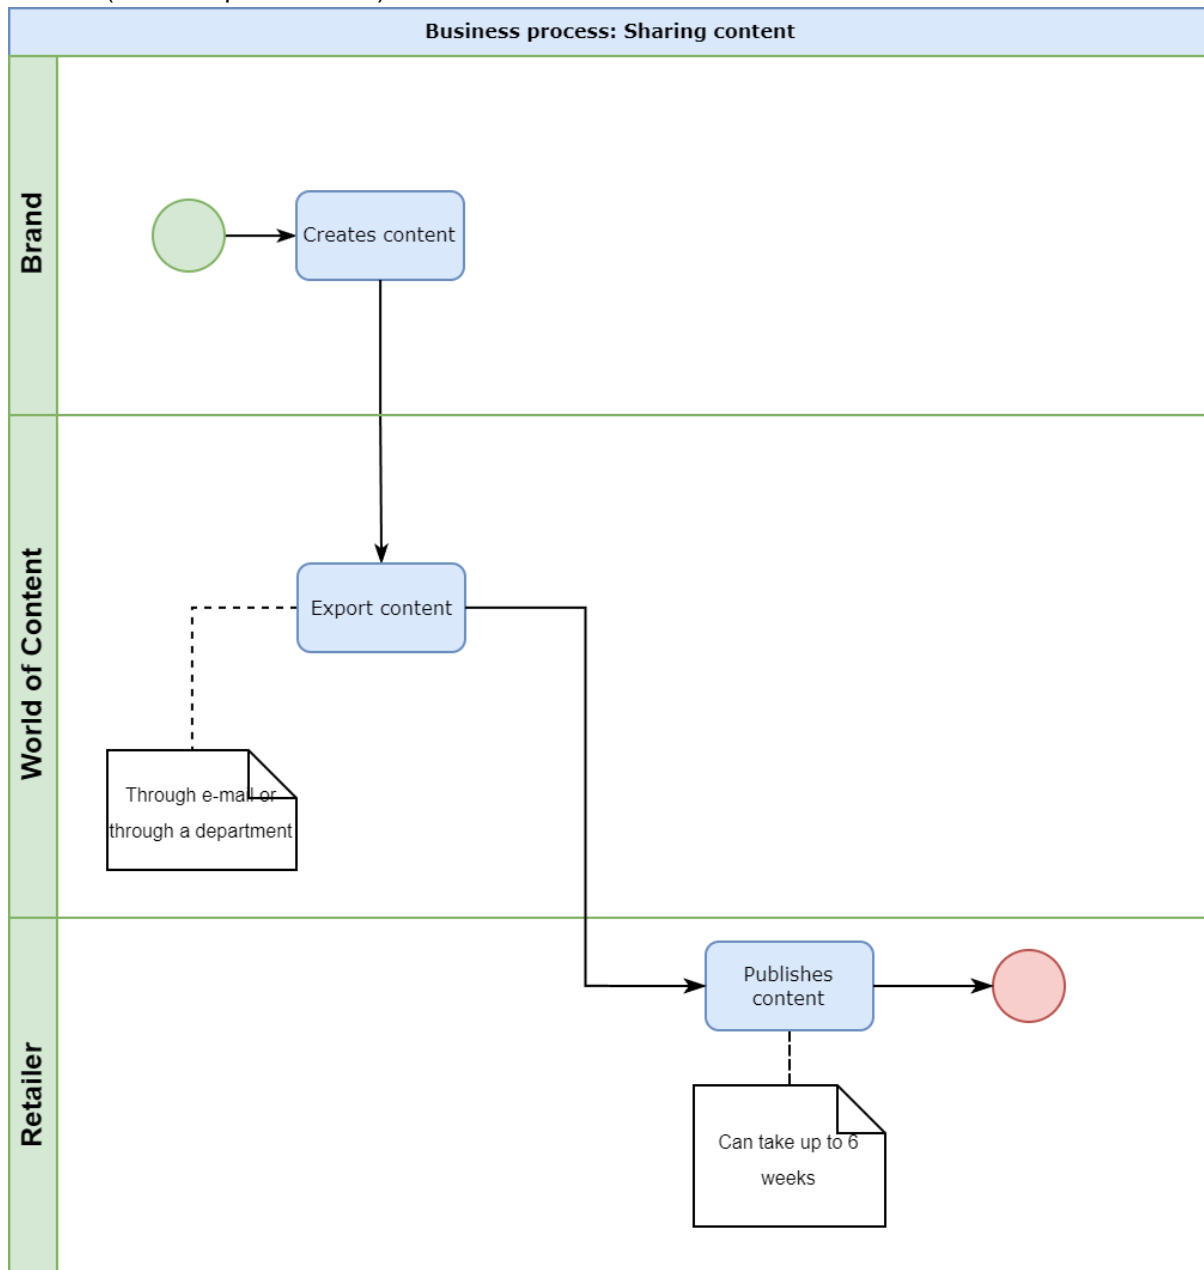 Business process: Sharing content
Brand
Creates content
World of Content
Export content
Through e-mail or
through a department
Retailer
Publishes
content
Can take up to 6
weeks